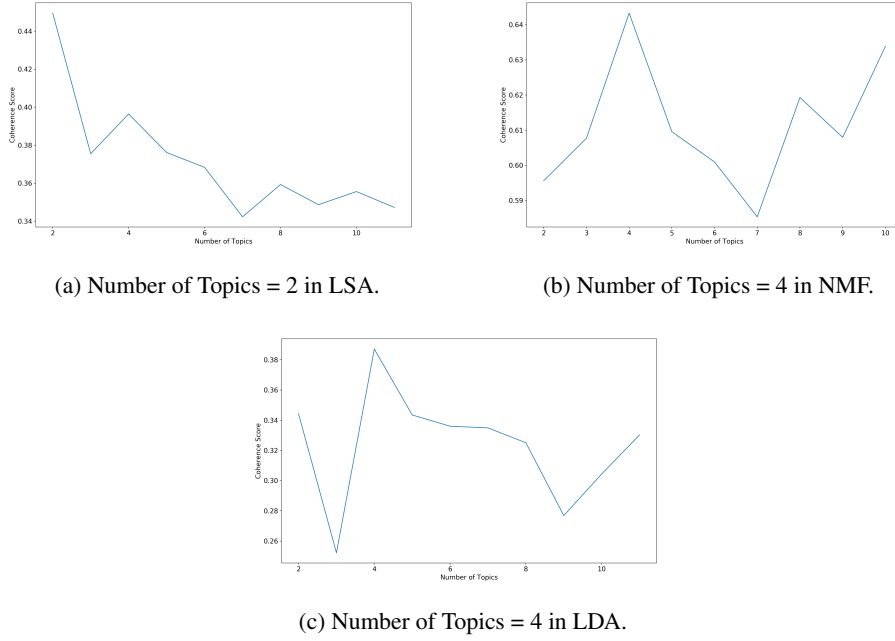 0.44
0.42
0.40
0.38
0.36
0.34
Coherence Score
2 4 6 8 10
Number of Topics
(a) Number of Topics = 2 in LSA.
0.64
0.63
0.62
0.61
0.60
0.59
Coherence Score
2 3 4 5 6 7 8 9 10
Number of Topics
(b) Number of Topics = 4 in NMF.
0.38
0.36
0.34
0.32
0.30
0.28
0.26
Coherence Score
2 4 6 8 10
Number of Topics
(c) Number of Topics = 4 in LDA.